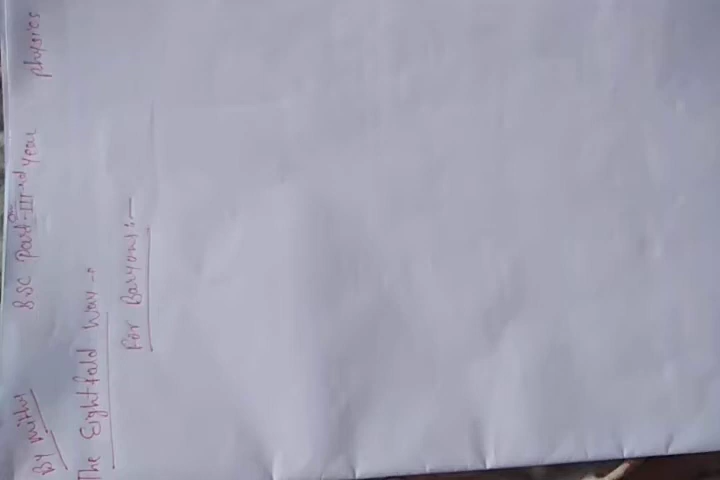 By Mithu BSC Part-IIIrd year physics
The Eightfold Way →
For Baryons:-